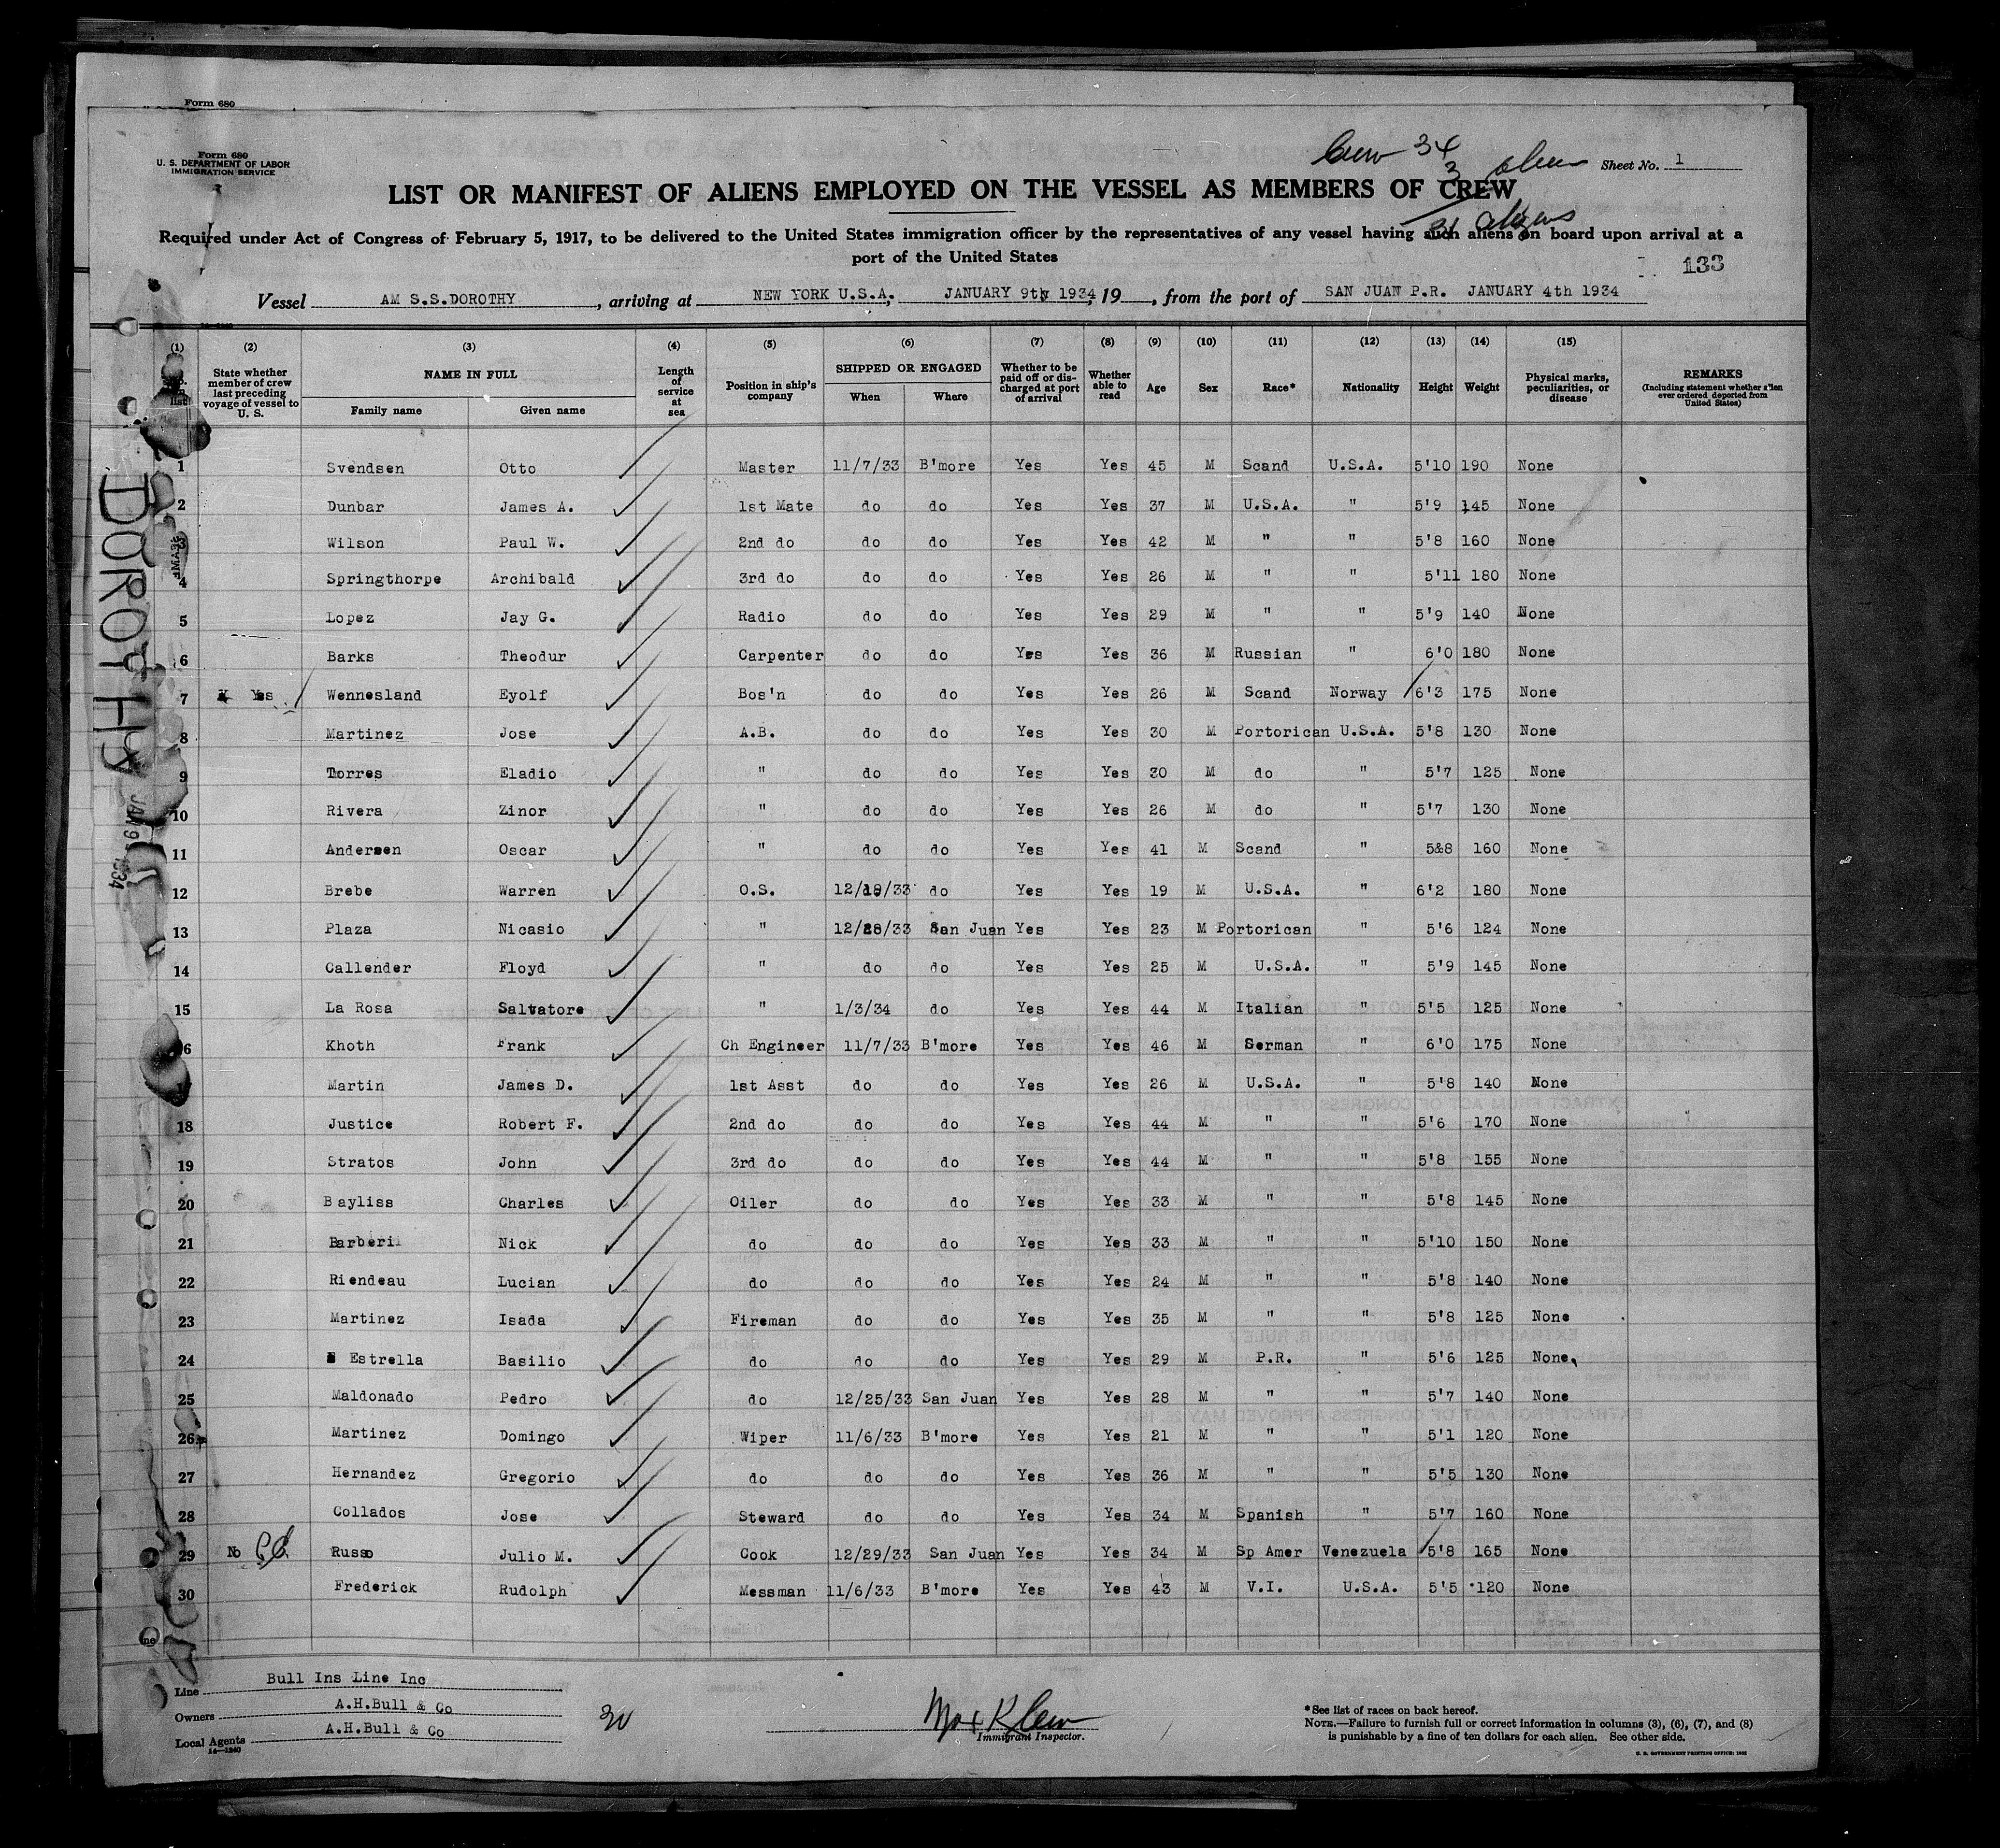 Form 680
Form 680
U. S. DEPARTMENT OF LABOR
IMMIGRATION SERVICE
Crew 34
3
Sheet No. 1
LIST OR MANIFEST OF ALIENS EMPLOYED ON THE VESSEL AS MEMBERS OF CREW
31
Required under Act of Congress of February 5, 1917, to be delivered to the United States immigration officer by the representatives of any vessel having such aliens on board upon arrival at a
port of the United States
133
Vessel AM S.S.DOROTHY, arriving at NEW YORK U.S.A., JANUARY 9th 1934, 19, from the port of SAN JUAN P.R. JANUARY 4th 1934
(1) (2) (3) (4) (5) (6) (7) (8) (9) (10) (11) (12) (13) (14) (15)
No. on list State whether member of crew last preceding voyage of vessel to U. S. NAME IN FULL Family name Given name Length of service at sea Position in ship's company SHIPPED OR ENGAGED When Where Whether to be paid off or discharged at port of arrival Whether able to read Age Sex Race* Nationality Height Weight Physical marks, peculiarities, or disease REMARKS (Including statement whether alien ever ordered deported from United States)
1 Svendsen Otto Master 11/7/33 B'more Yes Yes 45 M Scand U.S.A. 5'10 190 None
2 Dunbar James A. 1st Mate do do Yes Yes 37 M U.S.A. " 5'9 145 None
3 Wilson Paul W. 2nd do do do Yes Yes 42 M " " 5'8 160 None
4 Springthorpe Archibald 3rd do do do Yes Yes 26 M " " 5'11 180 None
5 Lopez Jay G. Radio do do Yes Yes 29 M " " 5'9 140 None
6 Barks Theodur Carpenter do do Yes Yes 36 M Russian " 6'0 180 None
7 Yes Wennesland Eyolf Bos'n do do Yes Yes 26 M Scand Norway 6'3 175 None
8 Martinez Jose A.B. do do Yes Yes 30 M Portorican U.S.A. 5'8 130 None
9 Torres Eladio " do do Yes Yes 30 M do " 5'7 125 None
10 Rivera Zinor " do do Yes Yes 26 M do " 5'7 130 None
11 Andersen Oscar " do do Yes Yes 41 M Scand " 5&8 160 None
12 Brebe Warren O.S. 12/19/33 do Yes Yes 19 M U.S.A. " 6'2 180 None
13 Plaza Nicasio " 12/28/33 San Juan Yes Yes 23 M Portorican " 5'6 124 None
14 Callender Floyd " do do Yes Yes 25 M U.S.A. " 5'9 145 None
15 La Rosa Salvatore " 1/3/34 do Yes Yes 44 M Italian " 5'5 125 None
16 Khoth Frank Ch Engineer 11/7/33 B'more Yes Yes 46 M German " 6'0 175 None
17 Martin James D. 1st Asst do do Yes Yes 26 M U.S.A. " 5'8 140 None
18 Justice Robert F. 2nd do do do Yes Yes 44 M " " 5'6 170 None
19 Stratos John 3rd do do do Yes Yes 44 M " " 5'8 155 None
20 Bayliss Charles Oiler do do Yes Yes 33 M " " 5'8 145 None
21 Barberi Nick do do do Yes Yes 33 M " " 5'10 150 None
22 Riendeau Lucian do do do Yes Yes 24 M " " 5'8 140 None
23 Martinez Isada Fireman do do Yes Yes 35 M " " 5'8 125 None
24 Estrella Basilio do do do Yes Yes 29 M P.R. " 5'6 125 None
25 Maldonado Pedro do 12/25/33 San Juan Yes Yes 28 M " " 5'7 140 None
26 Martinez Domingo Wiper 11/6/33 B'more Yes Yes 21 M " " 5'1 120 None
27 Hernandez Gregorio do do do Yes Yes 36 M " " 5'5 130 None
28 Collados Jose Steward do do Yes Yes 34 M Spanish " 5'7 160 None
29 No Russo Julio M. Cook 12/29/33 San Juan Yes Yes 34 M Sp Amer Venezuela 5'8 165 None
30 Frederick Rudolph Messman 11/6/33 B'more Yes Yes 43 M V.I. U.S.A. 5'5 120 None
DOROTHY
JAN 9 1934
Line Bull Ins Line Inc
Owners A.H.Bull & Co
Local Agents A.H.Bull & Co
14—1240
30
Max Klein
Immigrant Inspector.
*See list of races on back hereof.
NOTE.—Failure to furnish full or correct information in columns (3), (6), (7), and (8)
is punishable by a fine of ten dollars for each alien. See other side.
U. S. GOVERNMENT PRINTING OFFICE: 1932